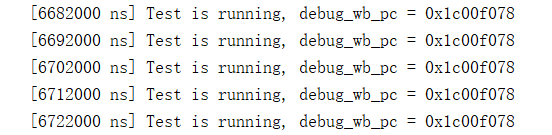 [6682000 ns] Test is running, debug_wb_pc = 0x1c00f078
[6692000 ns] Test is running, debug_wb_pc = 0x1c00f078
[6702000 ns] Test is running, debug_wb_pc = 0x1c00f078
[6712000 ns] Test is running, debug_wb_pc = 0x1c00f078
[6722000 ns] Test is running, debug_wb_pc = 0x1c00f078